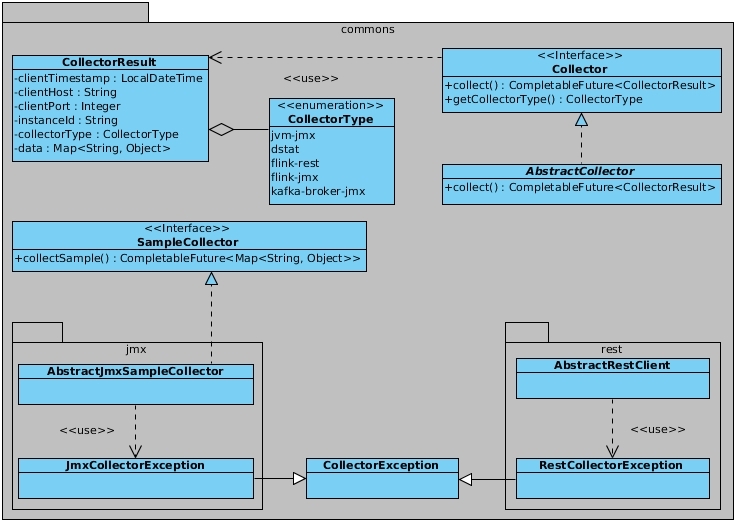 commons
CollectorResult
-clientTimestamp : LocalDateTime
-clientHost : String
-clientPort : Integer
-instanceId : String
-collectorType : CollectorType
-data : Map<String, Object>
<<use>>
<<enumeration>>
CollectorType
jvm-jmx
dstat
flink-rest
flink-jmx
kafka-broker-jmx
<<Interface>>
Collector
+collect() : CompletableFuture<CollectorResult>
+getCollectorType() : CollectorType
AbstractCollector
+collect() : CompletableFuture<CollectorResult>
<<Interface>>
SampleCollector
+collectSample() : CompletableFuture<Map<String, Object>>
jmx
AbstractJmxSampleCollector
<<use>>
JmxCollectorException
CollectorException
rest
AbstractRestClient
<<use>>
RestCollectorException